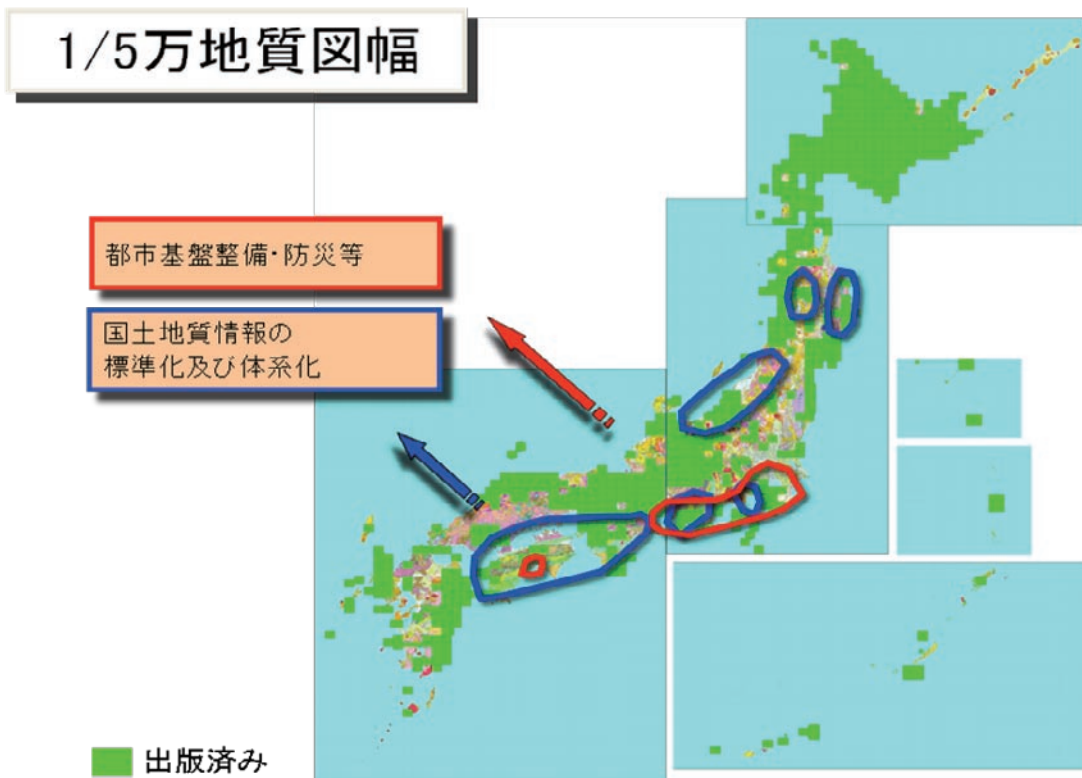 1/5万地質図幅
都市基盤整備・防災等
国土地質情報の
標準化及び体系化
出版済み